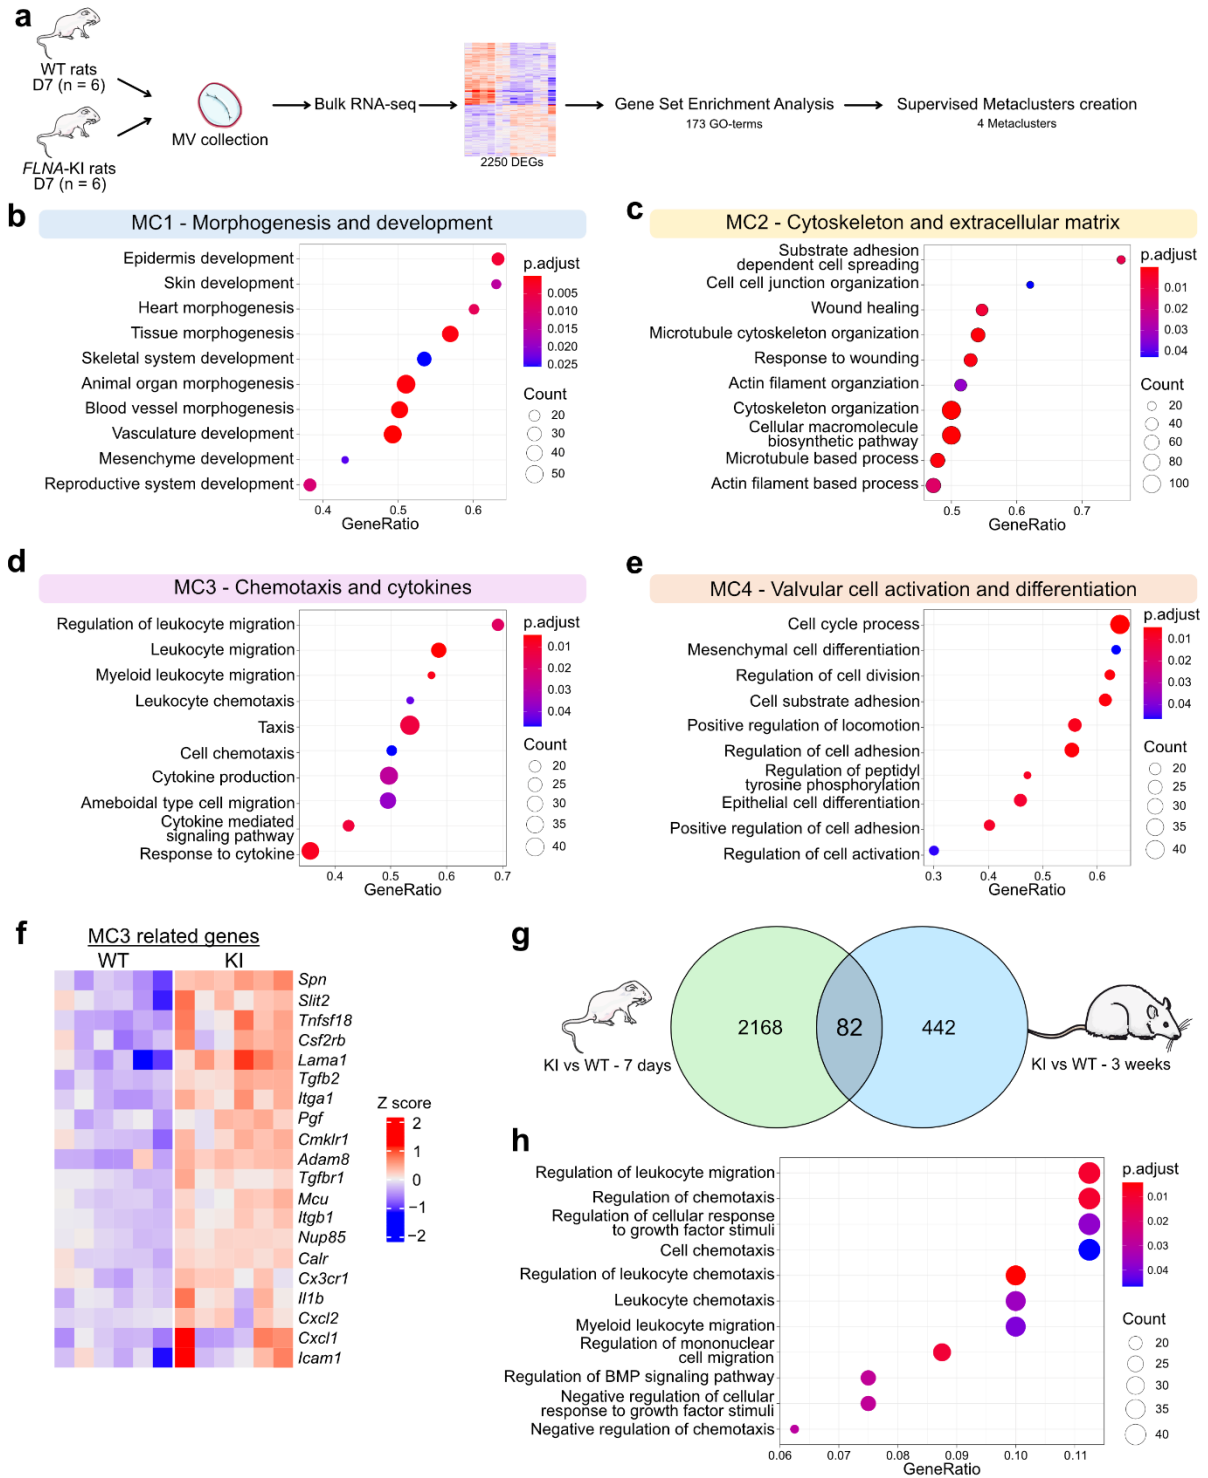 a
WT rats
D7 (n = 6)
FLNA-KI rats
D7 (n = 6)
MV collection
Bulk RNA-seq
2250 DEGs
Gene Set Enrichment Analysis
173 GO-terms
Supervised Metaclusters creation
4 Metaclusters
b
MC1 - Morphogenesis and development
Epidermis development
Skin development
Heart morphogenesis
Tissue morphogenesis
Skeletal system development
Animal organ morphogenesis
Blood vessel morphogenesis
Vasculature development
Mesenchyme development
Reproductive system development
0.4 0.5 0.6
GeneRatio
p.adjust
0.005
0.010
0.015
0.020
0.025
Count
20
30
40
50
c
MC2 - Cytoskeleton and extracellular matrix
Substrate adhesion
dependent cell spreading
Cell cell junction organization
Wound healing
Microtubule cytoskeleton organization
Response to wounding
Actin filament organziation
Cytoskeleton organization
Cellular macromolecule
biosynthetic pathway
Microtubule based process
Actin filament based process
0.5 0.6 0.7
GeneRatio
p.adjust
0.01
0.02
0.03
0.04
Count
20
40
60
80
100
d
MC3 - Chemotaxis and cytokines
Regulation of leukocyte migration
Leukocyte migration
Myeloid leukocyte migration
Leukocyte chemotaxis
Taxis
Cell chemotaxis
Cytokine production
Ameboidal type cell migration
Cytokine mediated
signaling pathway
Response to cytokine
0.4 0.5 0.6 0.7
GeneRatio
p.adjust
0.01
0.02
0.03
0.04
Count
20
25
30
35
40
e
MC4 - Valvular cell activation and differentiation
Cell cycle process
Mesenchymal cell differentiation
Regulation of cell division
Cell substrate adhesion
Positive regulation of locomotion
Regulation of cell adhesion
Regulation of peptidyl
tyrosine phosphorylation
Epithelial cell differentiation
Positive regulation of cell adhesion
Regulation of cell activation
0.3 0.4 0.5 0.6
GeneRatio
p.adjust
0.01
0.02
0.03
0.04
Count
20
25
30
35
40
f
MC3 related genes
WT KI
Spn
Slit2
Tnfsf18
Csf2rb
Lama1
Tgfb2
Itga1
Pgf
Cmklr1
Adam8
Tgfbr1
Mcu
Itgb1
Nup85
Calr
Cx3cr1
Il1b
Cxcl2
Cxcl1
Icam1
Z score
2
1
0
−1
−2
g
2168 82 442
KI vs WT - 7 days
KI vs WT - 3 weeks
h
Regulation of leukocyte migration
Regulation of chemotaxis
Regulation of cellular response
to growth factor stimuli
Cell chemotaxis
Regulation of leukocyte chemotaxis
Leukocyte chemotaxis
Myeloid leukocyte migration
Regulation of mononuclear
cell migration
Regulation of BMP signaling pathway
Negative regulation of cellular
response to growth factor stimuli
Negative regulation of chemotaxis
0.06 0.07 0.08 0.09 0.10 0.11
GeneRatio
p.adjust
0.01
0.02
0.03
0.04
Count
20
25
30
35
40